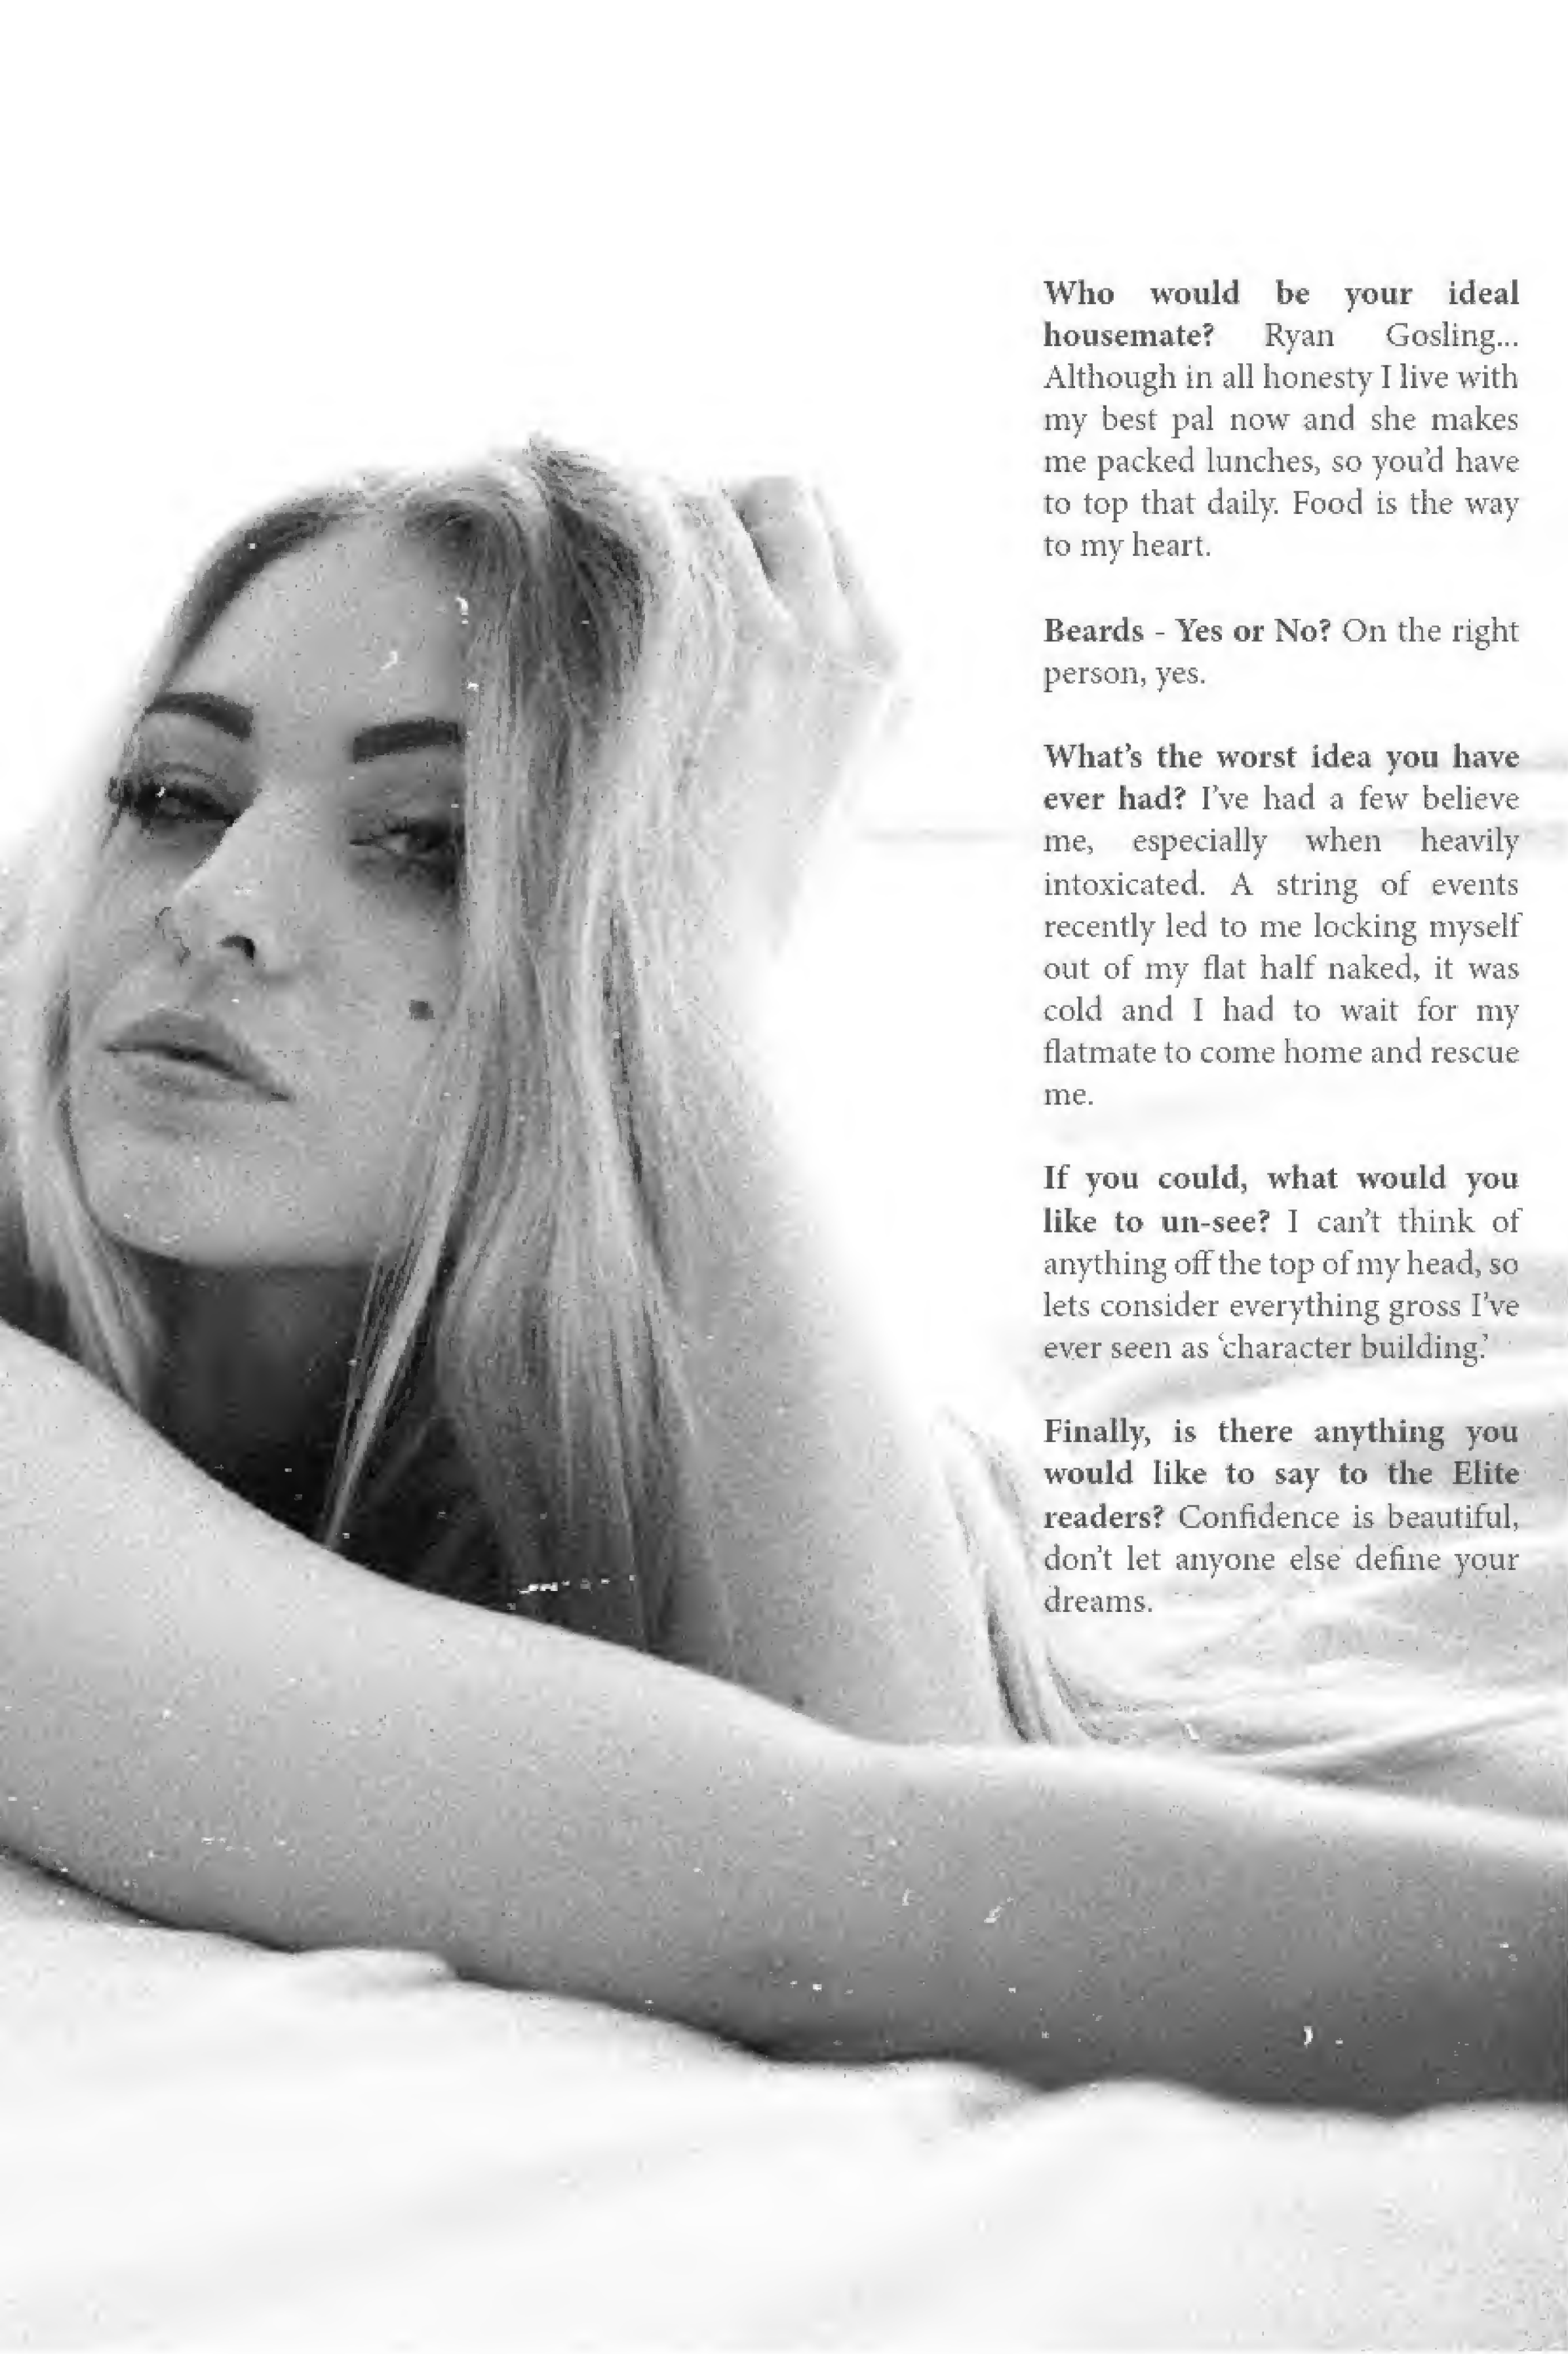 Who would be your ideal
housemate? Ryan Gosling...
Although in all honesty I live with
my best pal now and she makes
me packed lunches, so you'd have
to top that daily. Food is the way
to my heart.
Beards - Yes or No? On the right
person, yes.
What's the worst idea you have
ever had? I've had a few believe
me, especially when heavily
intoxicated. A string of events
recently led to me locking myself
out of my flat half naked, it was
cold and I had to wait for my
flatmate to come home and rescue
me.
If you could, what would you
like to un-see? I can't think of
anything off the top of my head, so
lets consider everything gross I've
ever seen as ‘character building.’
Finally, is there anything you
would like to say to the Elite
readers? Confidence is beautiful,
don't let anyone else define your
dreams.